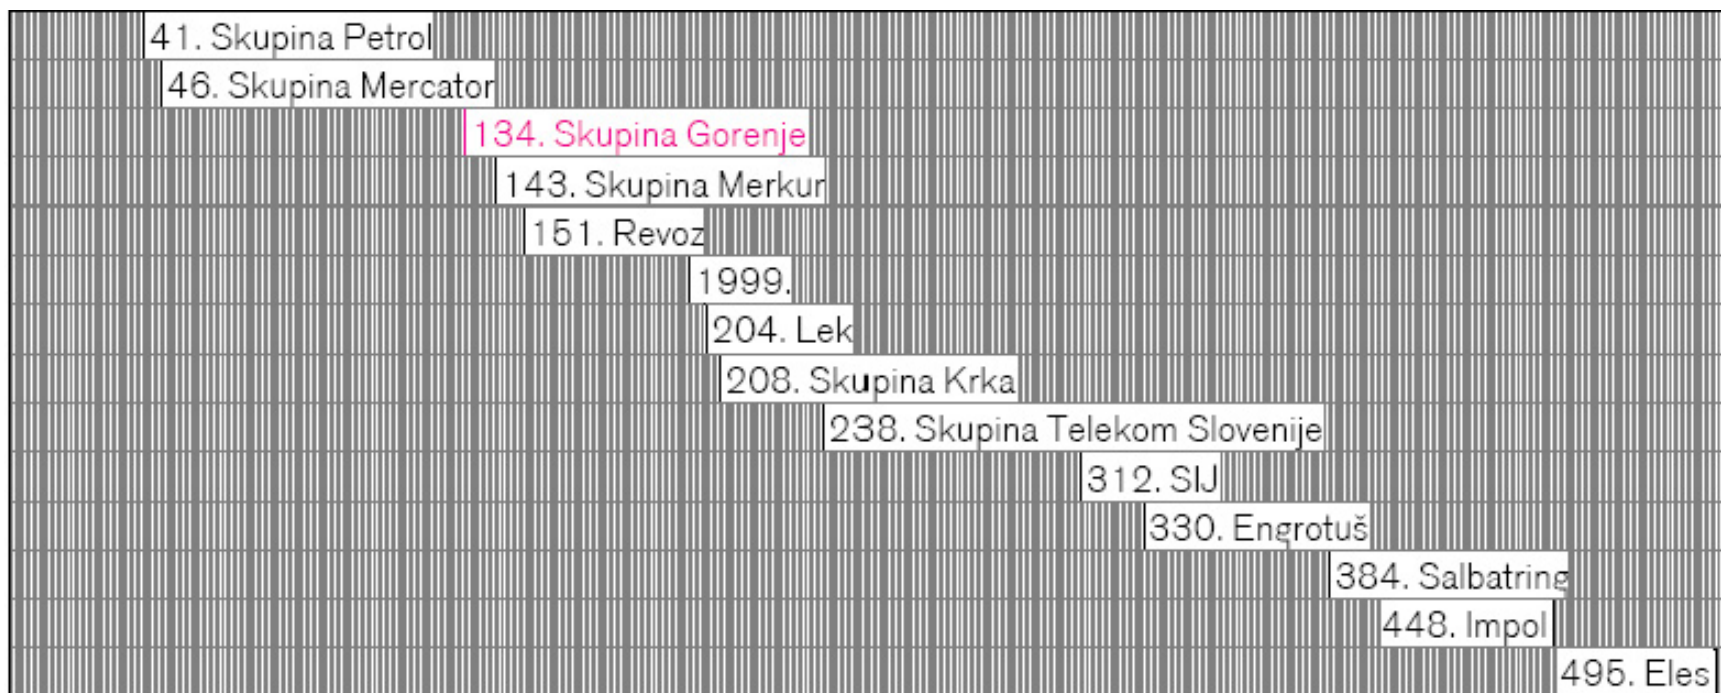 41. Skupina Petrol
46. Skupina Mercator
134. Skupina Gorenje
143. Skupina Merkur
151. Revoz
1999.
204. Lek
208. Skupina Krka
238. Skupina Telekom Slovenije
312. SIJ
330. Engrotuš
384. Salbatring
448. Impol
495. Eles